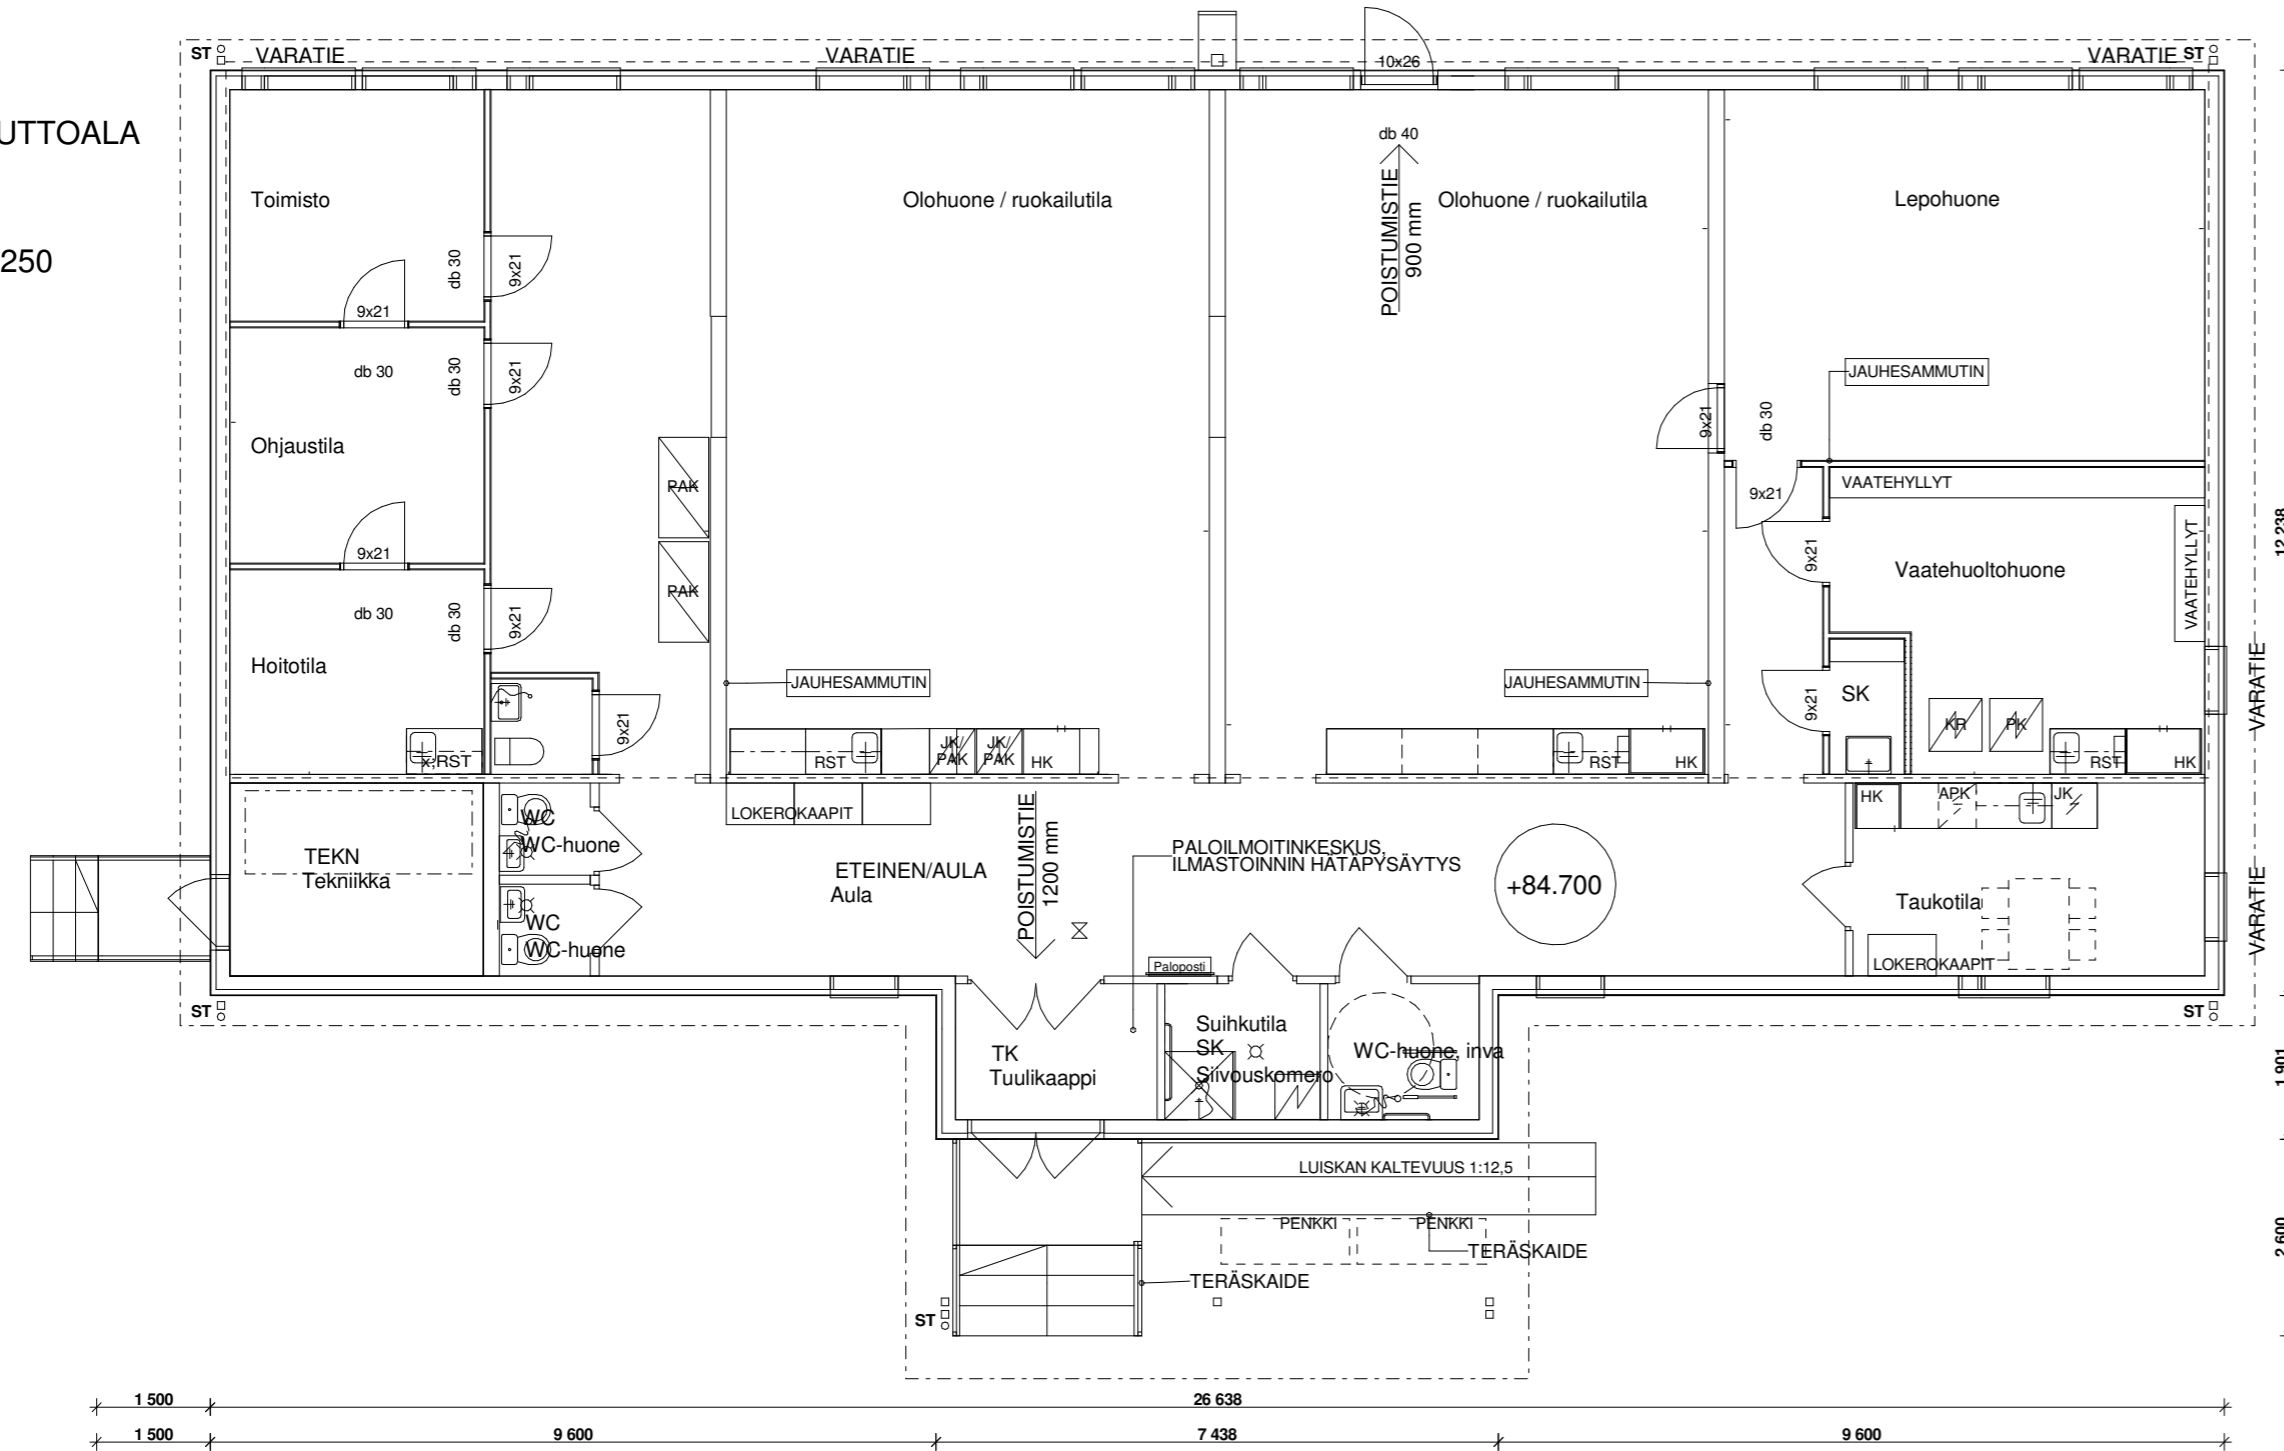 ST
VARATIE
VARATIE
10x26
VARATIE
ST
UTTOALA
250
db 40
POISTUMISTIE
900 mm
Toimisto
Olohuone / ruokailutila
Olohuone / ruokailutila
Lepohuone
db 30
9x21
9x21
db 30
db 30
9x21
JAUHESAMMUTIN
9x21
db 30
Ohjaustila
PAK
9x21
VAATEHYLLYT
VAATEHYLLYT
12 238
9x21
9x21
Vaatehuoltohuone
PAK
db 30
db 30
9x21
Hoitotila
JAUHESAMMUTIN
JAUHESAMMUTIN
SK
9x21
VARATIE
9x21
KR
PK
x;RST
RST
JK/
PAK
JK/
PAK
HK
RST
HK
RST
HK
LOKEROKAAPIT
HK
APK
JK
WC
WC-huone
TEKN
Tekniikka
ETEINEN/AULA
Aula
POISTUMISTIE
1200 mm
PALOILMOITINKESKUS,
ILMASTOINNIN HÄTÄPYSÄYTYS
+84.700
Taukotila
VARATIE
WC
WC-huone
Paloposti
LOKEROKAAPIT
ST
ST
Suihkutila
SK
Siivouskomero
WC-huone, inva
TK
Tuulikaappi
1 901
LUISKAN KALTEVUUS 1:12,5
PENKKI
PENKKI
TERÄSKAIDE
TERÄSKAIDE
2 600
ST
1 500
26 638
1 500
9 600
7 438
9 600